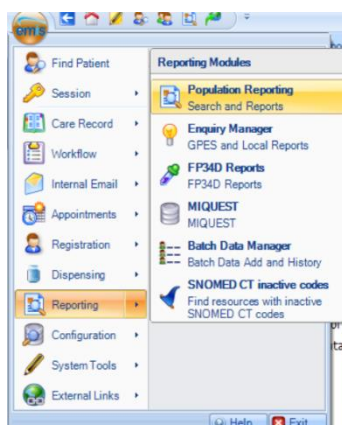 emis
Find Patient
Session
Care Record
Workflow
Internal Email
Appointments
Registration
Dispensing
Reporting
Configuration
System Tools
External Links
Reporting Modules
Population Reporting
Search and Reports
Enquiry Manager
GPES and Local Reports
FP34D Reports
FP34D Reports
MIQUEST
MIQUEST
Batch Data Manager
Batch Data Add and History
SNOMED CT inactive codes
Find resources with inactive
SNOMED CT codes
Help
Exit